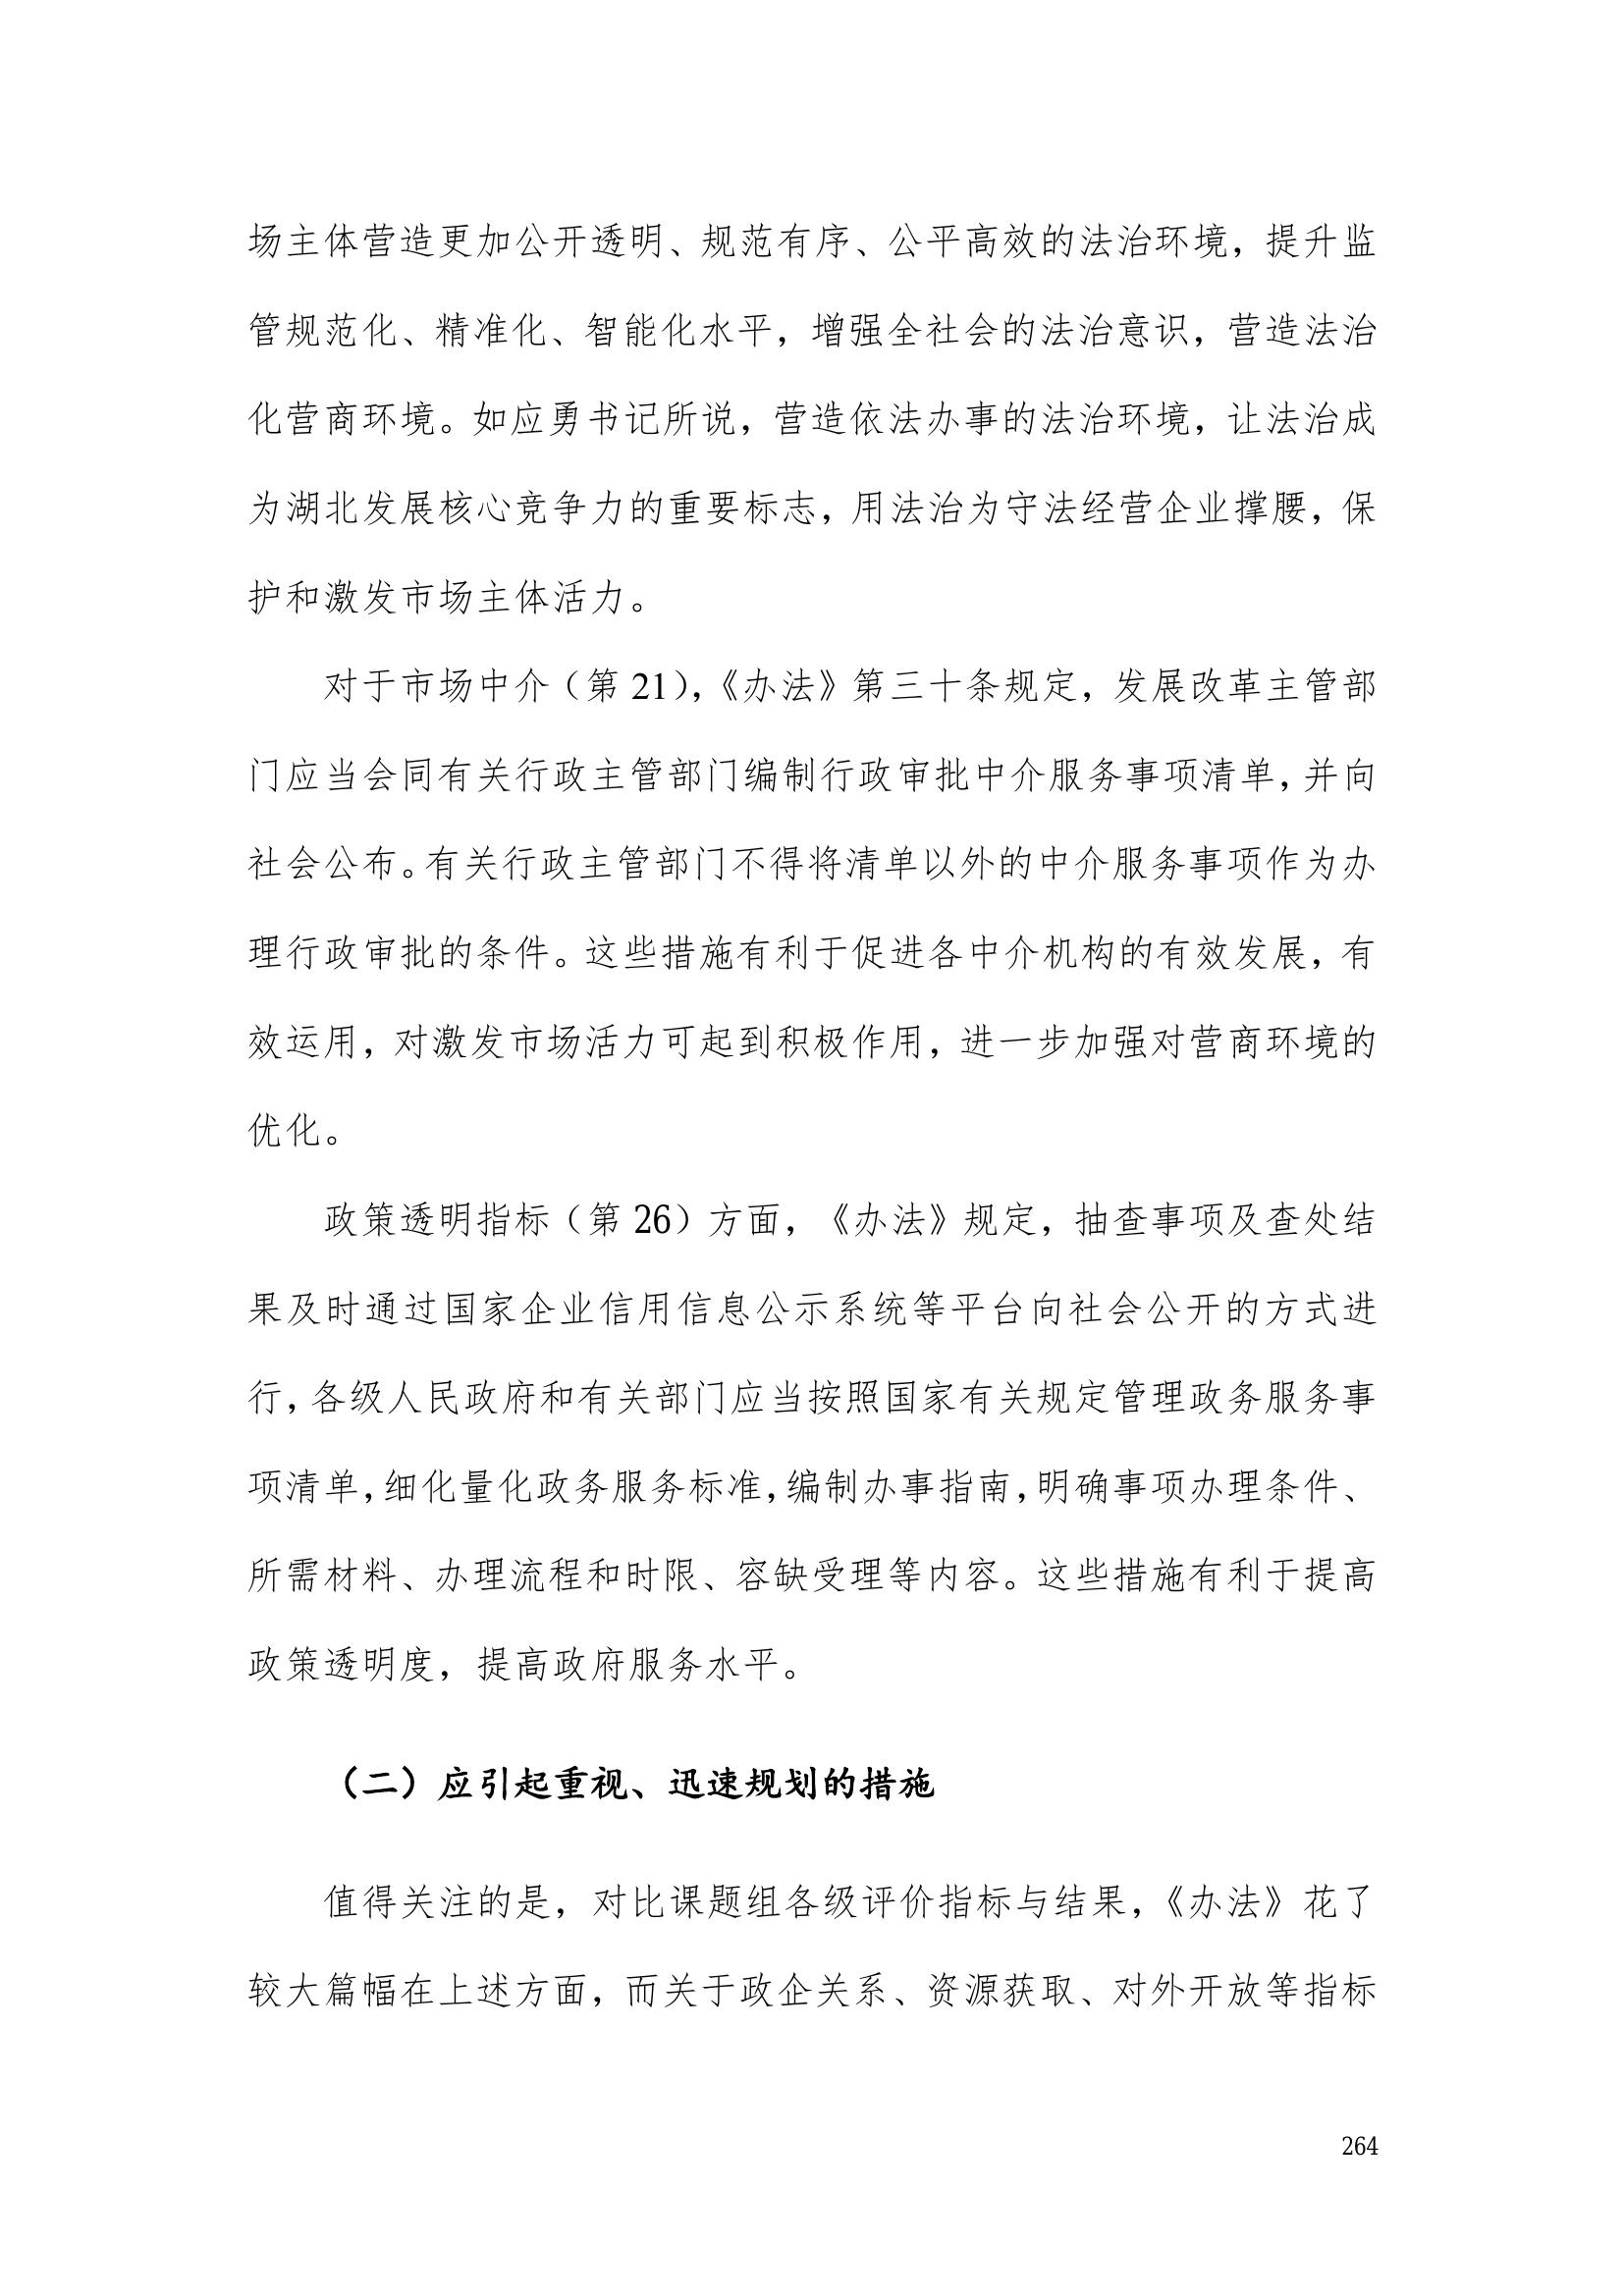 场主体营造更加公开透明、规范有序、公平高效的法治环境，提升监
管规范化、精准化、智能化水平，增强全社会的法治意识，营造法治
化营商环境。如应勇书记所说，营造依法办事的法治环境，让法治成
为湖北发展核心竞争力的重要标志，用法治为守法经营企业撑腰，保
护和激发市场主体活力。
对于市场中介（第 21），《办法》第三十条规定，发展改革主管部
门应当会同有关行政主管部门编制行政审批中介服务事项清单，并向
社会公布。有关行政主管部门不得将清单以外的中介服务事项作为办
理行政审批的条件。这些措施有利于促进各中介机构的有效发展，有
效运用，对激发市场活力可起到积极作用，进一步加强对营商环境的
优化。
政策透明指标（第 26）方面，《办法》规定，抽查事项及查处结
果及时通过国家企业信用信息公示系统等平台向社会公开的方式进
行，各级人民政府和有关部门应当按照国家有关规定管理政务服务事
项清单，细化量化政务服务标准，编制办事指南，明确事项办理条件、
所需材料、办理流程和时限、容缺受理等内容。这些措施有利于提高
政策透明度，提高政府服务水平。
（二）应引起重视、迅速规划的措施
值得关注的是，对比课题组各级评价指标与结果，《办法》花了
较大篇幅在上述方面，而关于政企关系、资源获取、对外开放等指标
264